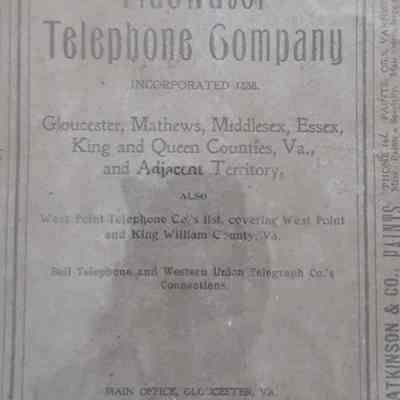 Telephone Company
INCORPORATED
Gloucester, Mathews, Middlesex, Essex,
King and Queen Counties, Va.,
and Adjacent Territory,
ALSO
West Point Telephone Co.'s list, covering West Point
and King William County, Va.
Bell Telephone and Western Union Telegraph Co.'s
Connections.
MAIN OFFICE, GLOUCESTER, VA.
ATKINSON & CO., PAINTS